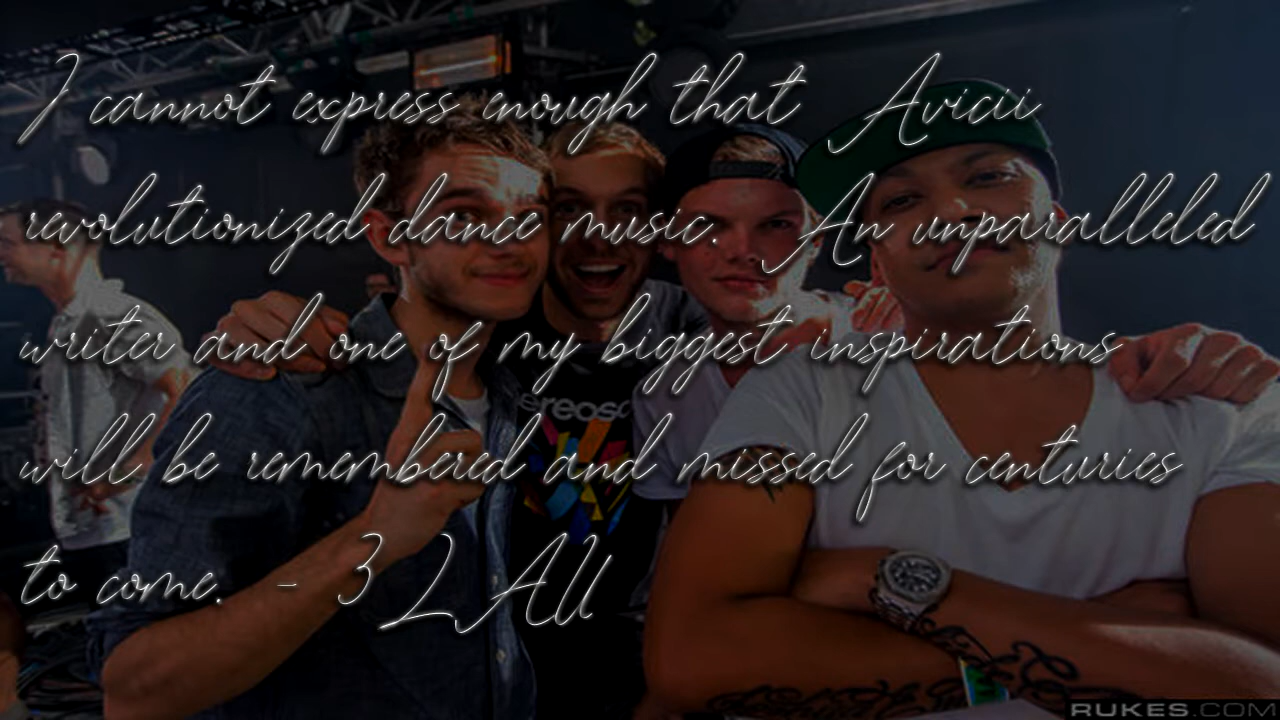 I cannot express enough that Avicii
revolutionized dance music. An unparalleled
writer and one of my biggest inspirations
will be remembered and missed for centuries
to come. - 3LAU
ereoso
RUKES.COM